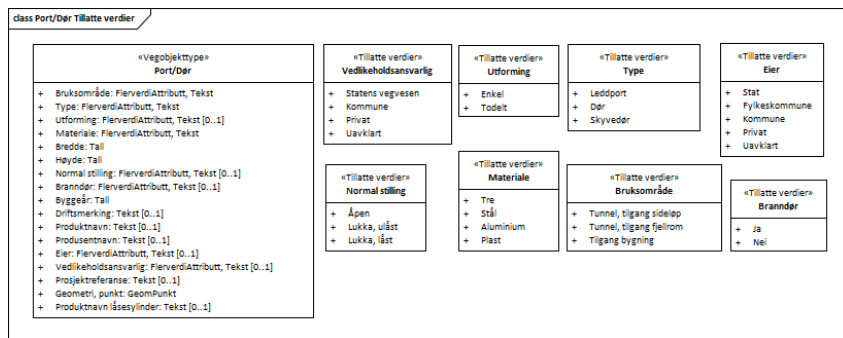 class Port/Dør Tillatte verdier
«Vegobjekttype»
Port/Dør
+ Bruksområde: FlerverdiAttributt, Tekst
+ Type: FlerverdiAttributt, Tekst
+ Utforming: FlerverdiAttributt, Tekst [0..1]
+ Materiale: FlerverdiAttributt, Tekst
+ Bredde: Tall
+ Høyde: Tall
+ Normal stilling: FlerverdiAttributt, Tekst [0..1]
+ Branndør: FlerverdiAttributt, Tekst [0..1]
+ Byggeår: Tall
+ Driftsmerking: Tekst [0..1]
+ Produktnavn: Tekst [0..1]
+ Produsentnavn: Tekst [0..1]
+ Eier: FlerverdiAttributt, Tekst [0..1]
+ Vedlikeholdsansvarlig: FlerverdiAttributt, Tekst [0..1]
+ Prosjektreferanse: Tekst [0..1]
+ Geometri, punkt: GeomPunkt
+ Produktnavn låsesylinder: Tekst [0..1]
«Tillatte verdier»
Vedlikeholdsansvarlig
+ Statens vegvesen
+ Kommune
+ Privat
+ Uavklart
«Tillatte verdier»
Utforming
+ Enkel
+ Todelt
«Tillatte verdier»
Type
+ Leddport
+ Dør
+ Skyvedør
«Tillatte verdier»
Eier
+ Stat
+ Fylkeskommune
+ Kommune
+ Privat
+ Uavklart
«Tillatte verdier»
Normal stilling
+ Åpen
+ Lukka, ulåst
+ Lukka, låst
«Tillatte verdier»
Materiale
+ Tre
+ Stål
+ Aluminium
+ Plast
«Tillatte verdier»
Bruksområde
+ Tunnel, tilgang sideløp
+ Tunnel, tilgang fjellrom
+ Tilgang bygning
«Tillatte verdier»
Branndør
+ Ja
+ Nei